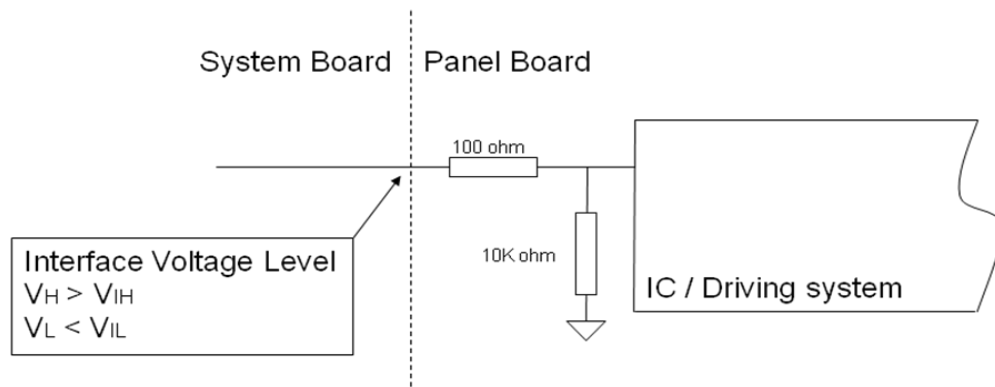 System Board
Panel Board
100 ohm
10K ohm
IC / Driving system
Interface Voltage Level
VH > VIH
VL < VIL